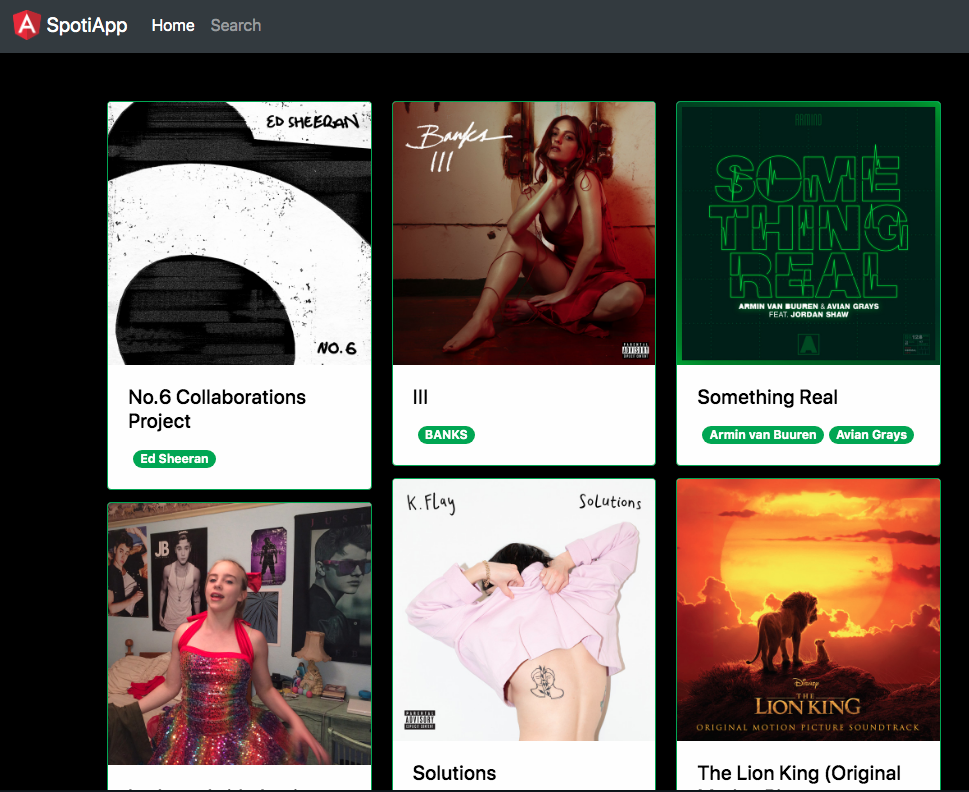 SpotiApp Home Search
ED SHEERAN
NO.6
No.6 Collaborations
Project
Ed Sheeran
Banks
III
PARENTAL
ADVISORY
EXPLICIT CONTENT
III
BANKS
SOME
THING
REAL
ARMIN VAN BUUREN & AVIAN GRAYS
FEAT. JORDAN SHAW
Something Real
Armin van Buuren Avian Grays
JB
K.Flay Solutions
PARENTAL
ADVISORY
EXPLICIT CONTENT
Solutions
Disney
THE
LION KING
ORIGINAL MOTION PICTURE SOUNDTRACK
The Lion King (Original